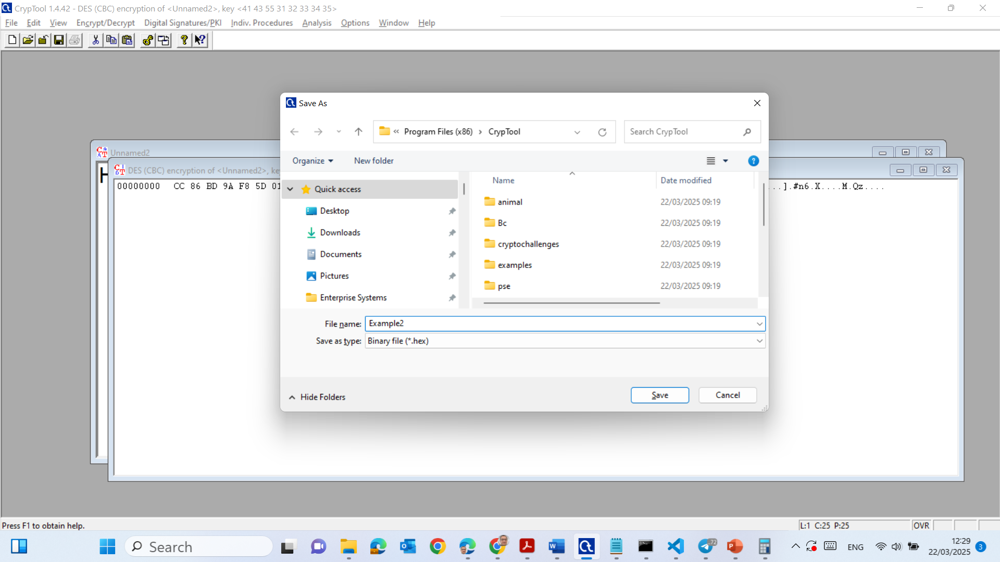 CrypTool 1.4.42 - DES (CBC) encryption of <Unnamed2>, key <41 43 55 31 32 33 34 35>
File Edit View Encrypt/Decrypt Digital Signatures/PKI Indiv. Procedures Analysis Options Window Help
Save As
« Program Files (x86) › CrypTool
Search CrypTool
Organize New folder
Unnamed2
H
DES (CBC) encryption of <Unnamed2>, ke
00000000 CC 86 BD 9A F8 5D 01
..].#n6.X....M.Qz....
Quick access
Desktop
Downloads
Documents
Pictures
Enterprise Systems
Name Date modified
animal 22/03/2025 09:19
Bc 22/03/2025 09:19
cryptochallenges 22/03/2025 09:19
examples 22/03/2025 09:19
pse 22/03/2025 09:19
File name: Example2
Save as type: Binary file (*.hex)
Hide Folders
Save Cancel
Press F1 to obtain help.
L:1 C:25 P:25 OVR
Search
72
ENG
12:29
22/03/2025
3